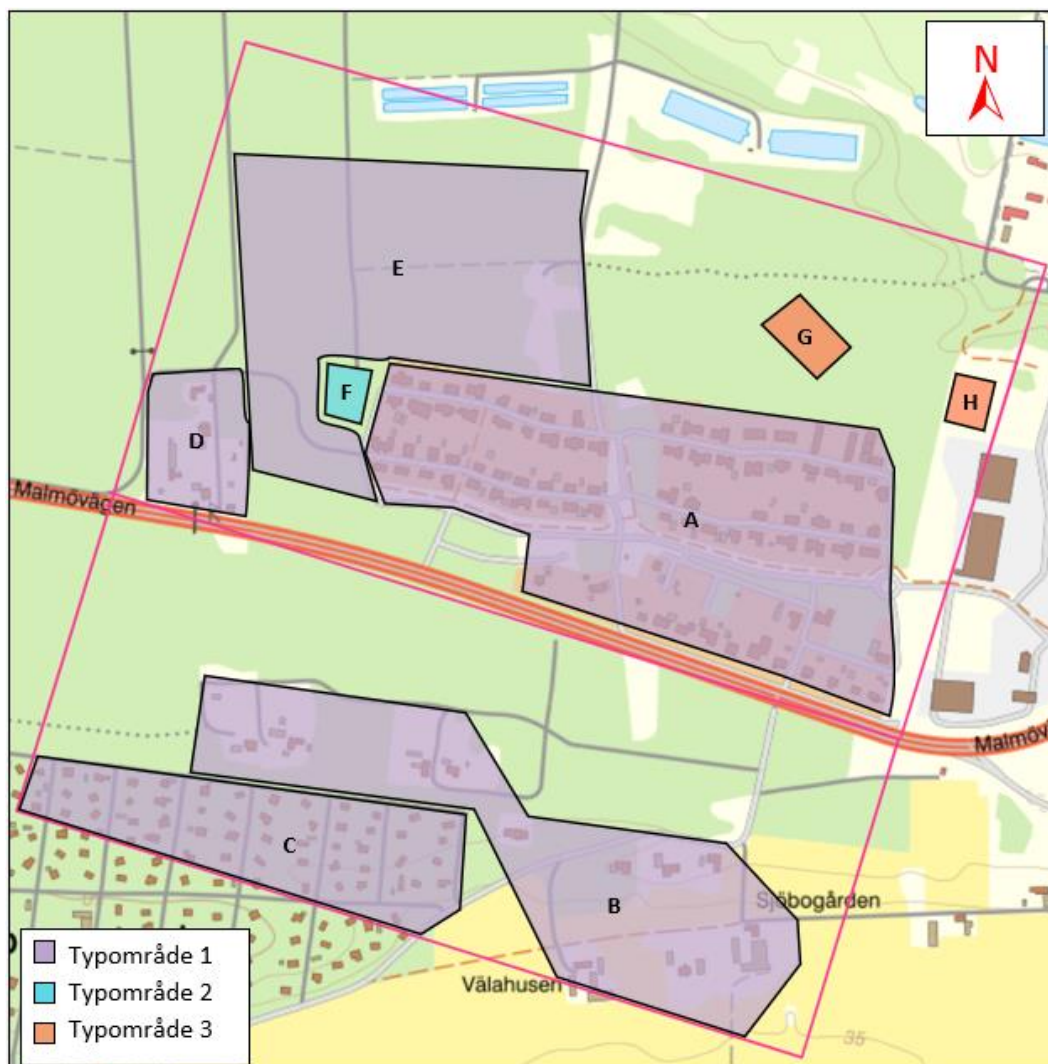 N
E
G
H
F
D
Malmövägen
A
Malmöv
C
B
Sjöbogården
Välahusen
35
Typområde 1
Typområde 2
Typområde 3